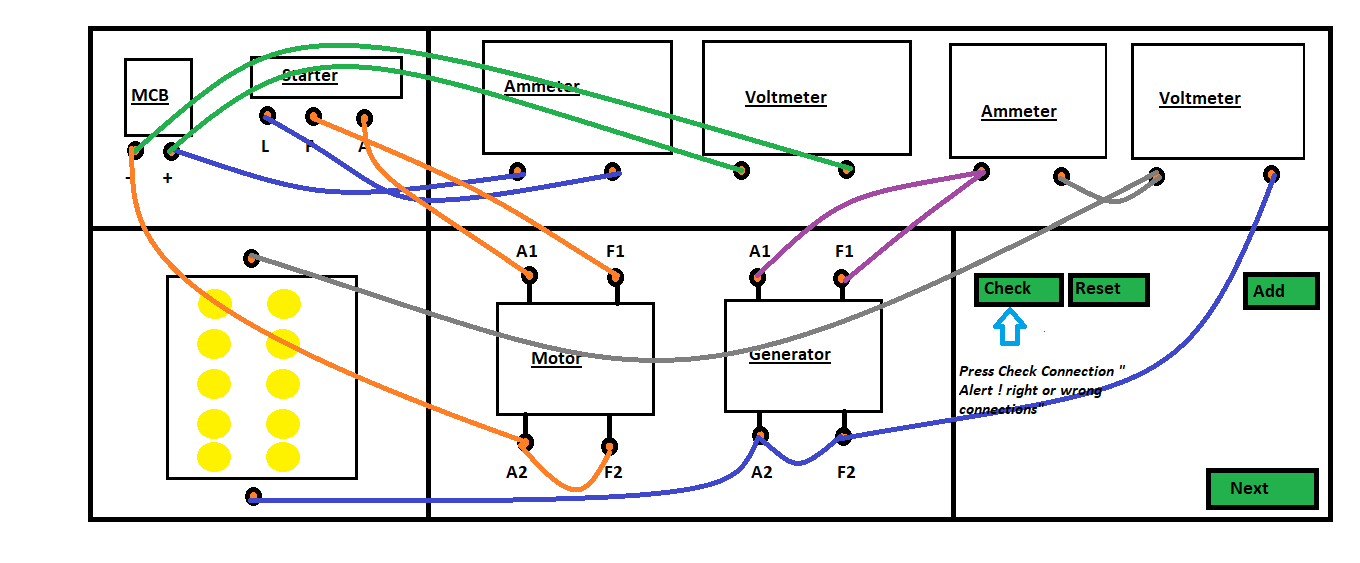 MCB
Starter
Ammeter
Voltmeter
Ammeter
Voltmeter
L
F
A
-
+
A1
F1
A1
F1
Check
Reset
Add
Motor
Generator
Press Check Connection "
Alert ! right or wrong
connections"
A2
F2
A2
F2
Next